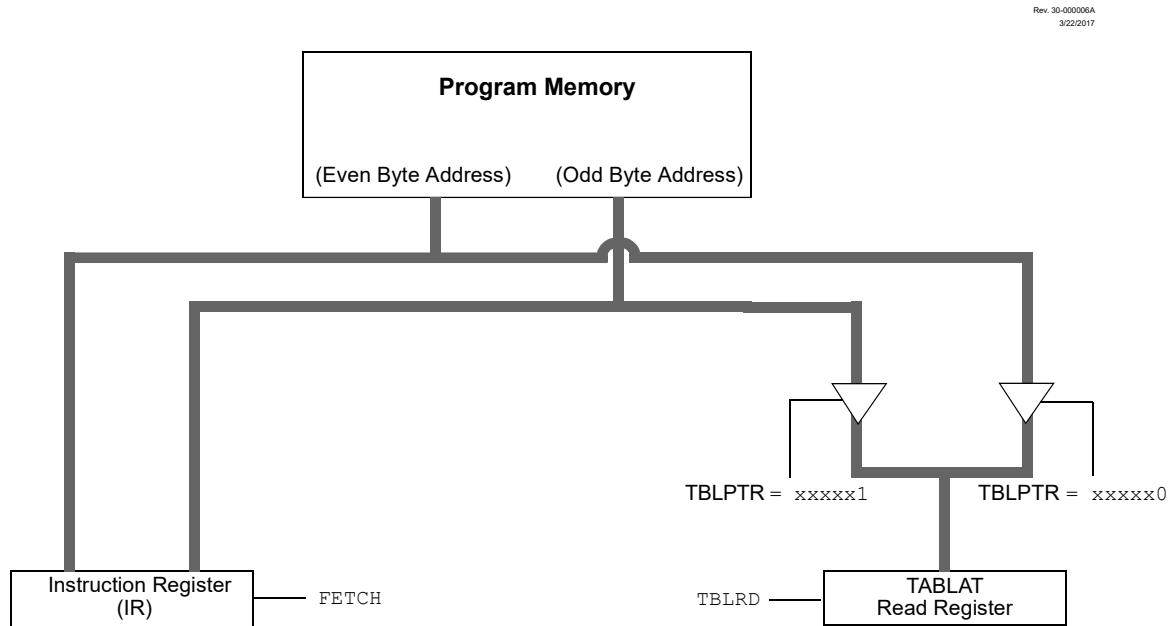 Rev. 30-000006A
3/22/2017
Program Memory
(Even Byte Address) (Odd Byte Address)
TBLPTR = xxxxx1 TBLPTR = xxxxx0
Instruction Register
(IR)
FETCH
TBLRD
TABLAT
Read Register